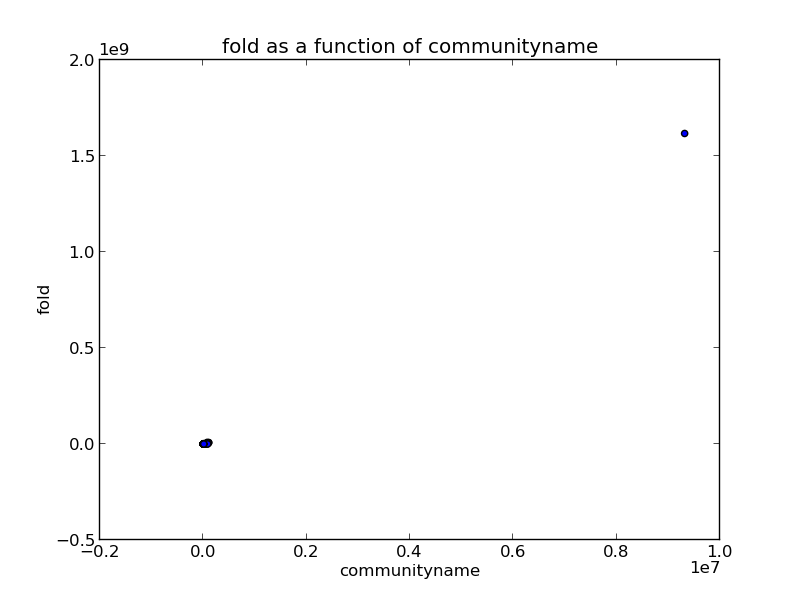 fold as a function of communityname
1e9
2.0
1.5
1.0
0.5
0.0
−0.5
fold
−0.2 0.0 0.2 0.4 0.6 0.8 1.0
1e7
communityname